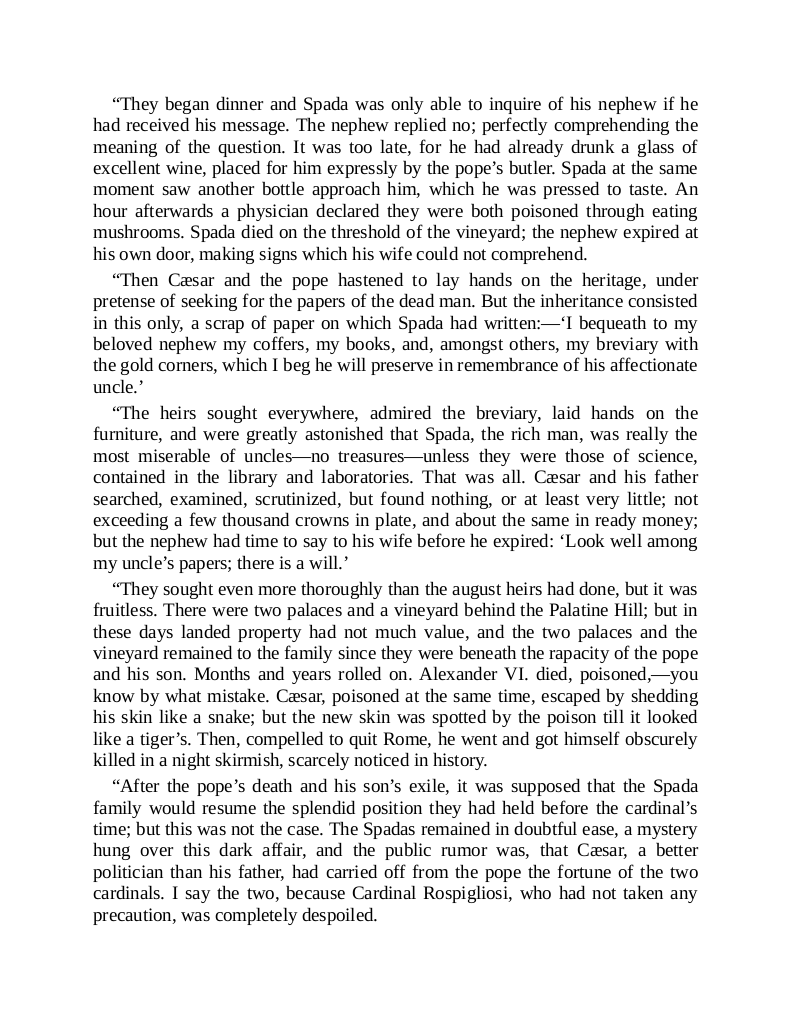 “They began dinner and Spada was only able to inquire of his nephew if he
had received his message. The nephew replied no; perfectly comprehending the
meaning of the question. It was too late, for he had already drunk a glass of
excellent wine, placed for him expressly by the pope’s butler. Spada at the same
moment saw another bottle approach him, which he was pressed to taste. An
hour afterwards a physician declared they were both poisoned through eating
mushrooms. Spada died on the threshold of the vineyard; the nephew expired at
his own door, making signs which his wife could not comprehend.
“Then Cæsar and the pope hastened to lay hands on the heritage, under
pretense of seeking for the papers of the dead man. But the inheritance consisted
in this only, a scrap of paper on which Spada had written:—‘I bequeath to my
beloved nephew my coffers, my books, and, amongst others, my breviary with
the gold corners, which I beg he will preserve in remembrance of his affectionate
uncle.’
“The heirs sought everywhere, admired the breviary, laid hands on the
furniture, and were greatly astonished that Spada, the rich man, was really the
most miserable of uncles—no treasures—unless they were those of science,
contained in the library and laboratories. That was all. Cæsar and his father
searched, examined, scrutinized, but found nothing, or at least very little; not
exceeding a few thousand crowns in plate, and about the same in ready money;
but the nephew had time to say to his wife before he expired: ‘Look well among
my uncle’s papers; there is a will.’
“They sought even more thoroughly than the august heirs had done, but it was
fruitless. There were two palaces and a vineyard behind the Palatine Hill; but in
these days landed property had not much value, and the two palaces and the
vineyard remained to the family since they were beneath the rapacity of the pope
and his son. Months and years rolled on. Alexander VI. died, poisoned,—you
know by what mistake. Cæsar, poisoned at the same time, escaped by shedding
his skin like a snake; but the new skin was spotted by the poison till it looked
like a tiger’s. Then, compelled to quit Rome, he went and got himself obscurely
killed in a night skirmish, scarcely noticed in history.
“After the pope’s death and his son’s exile, it was supposed that the Spada
family would resume the splendid position they had held before the cardinal’s
time; but this was not the case. The Spadas remained in doubtful ease, a mystery
hung over this dark affair, and the public rumor was, that Cæsar, a better
politician than his father, had carried off from the pope the fortune of the two
cardinals. I say the two, because Cardinal Rospigliosi, who had not taken any
precaution, was completely despoiled.